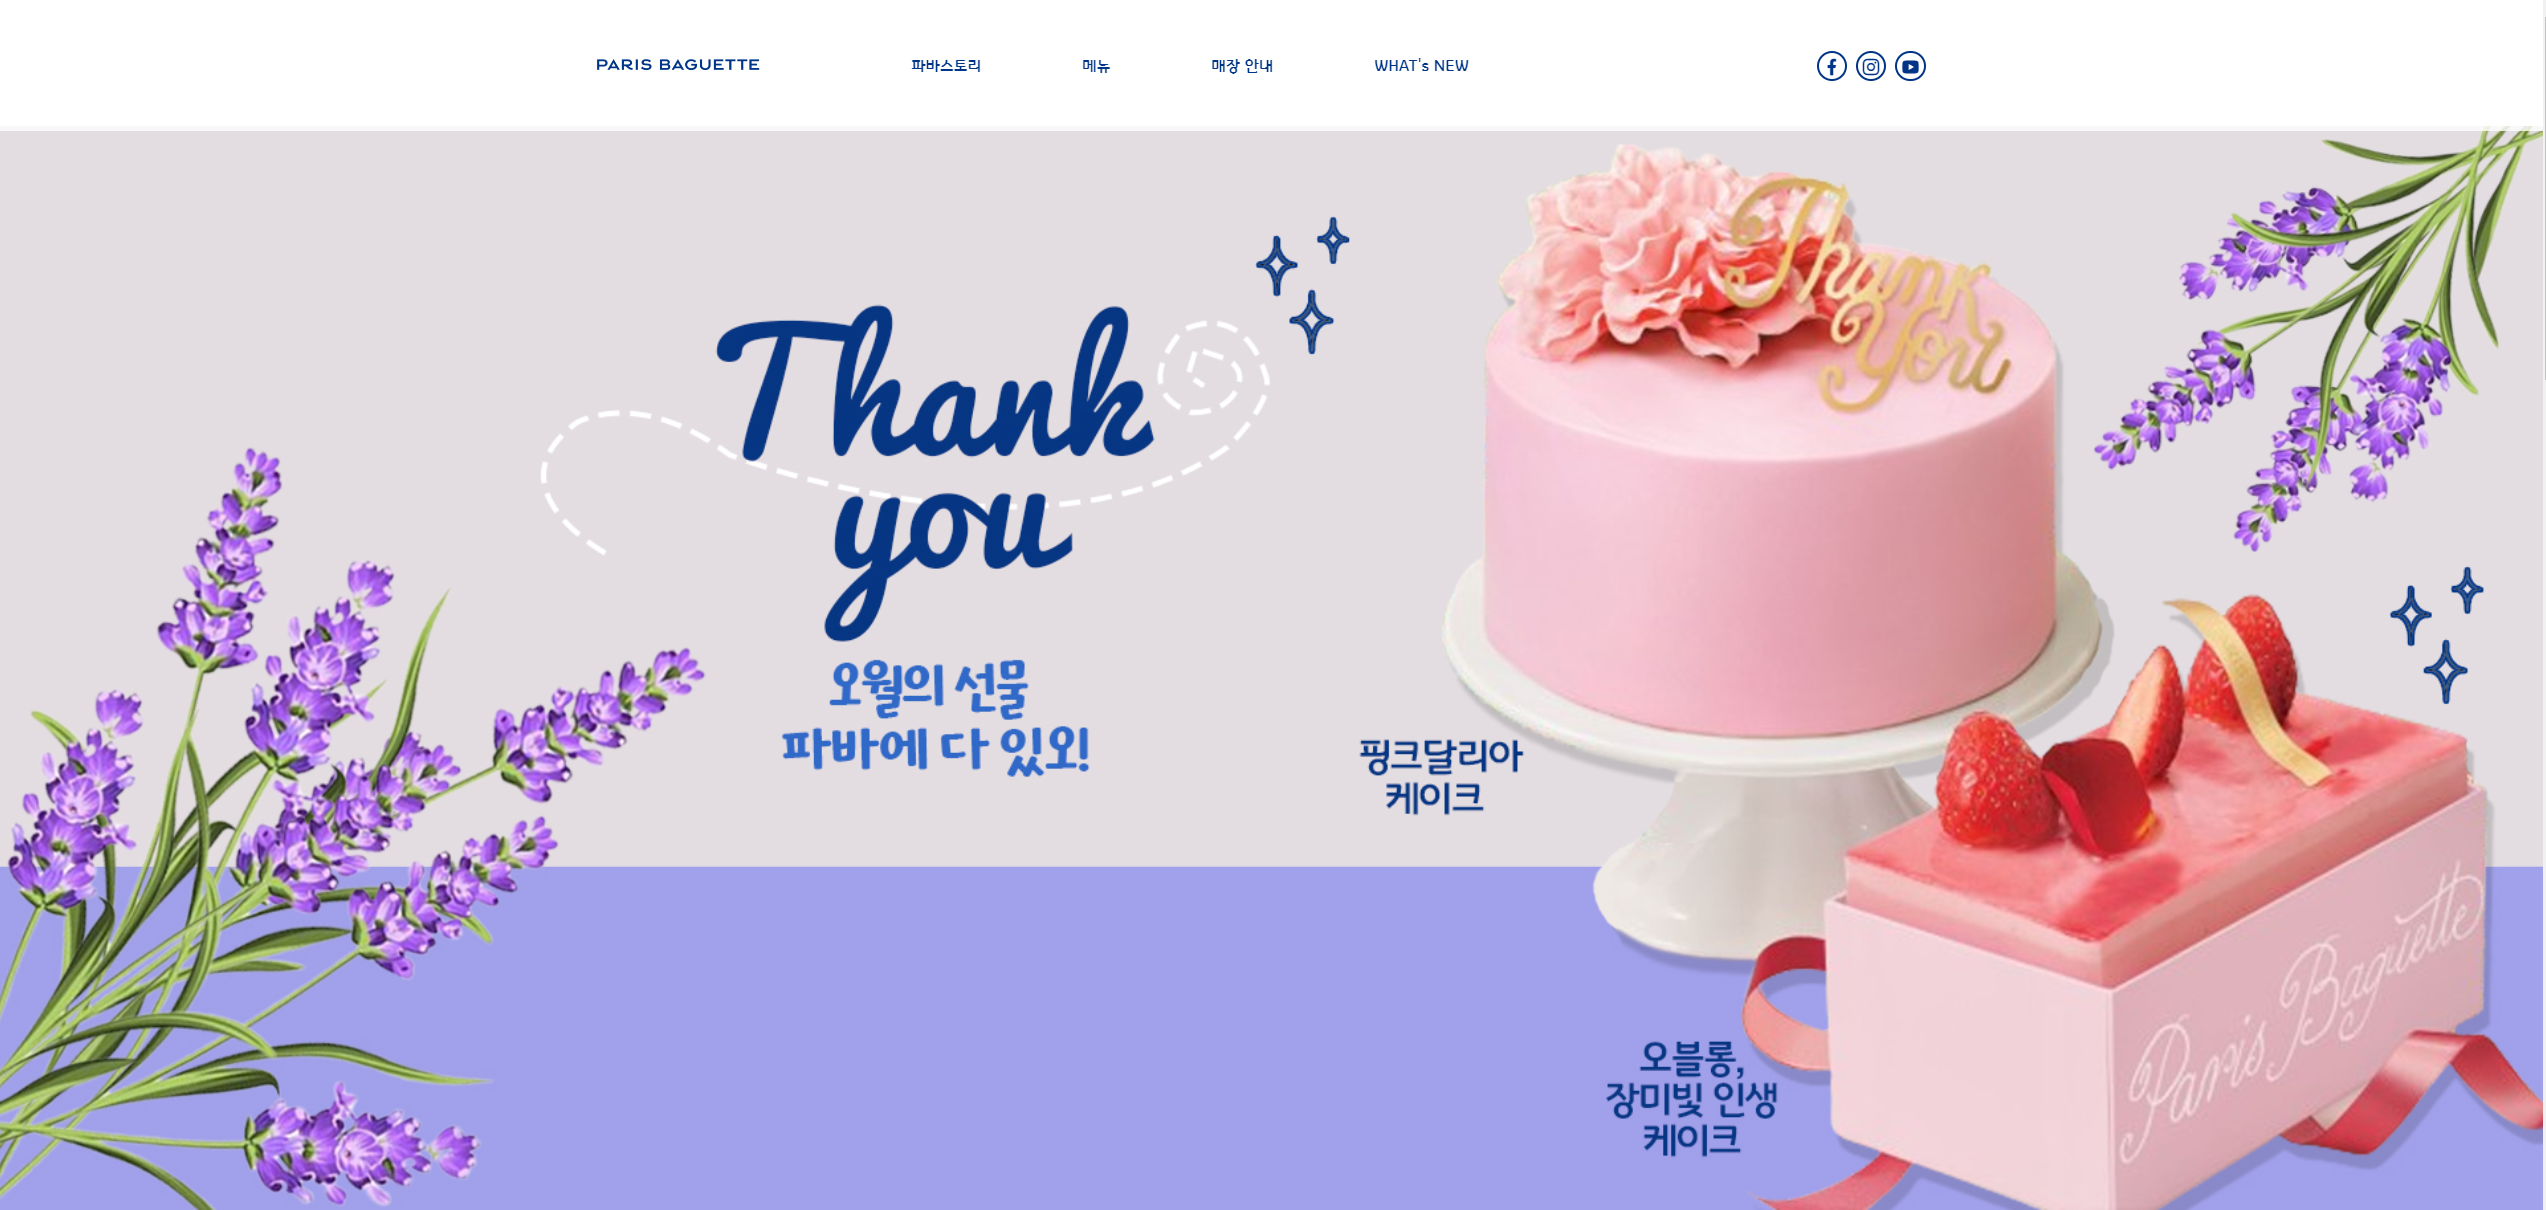 PARIS BAGUETTE
파바스토리
메뉴
매장 안내
WHAT's NEW
Thank
you
오월의 선물
파바에 다 있오!
Thank
You
핑크달리아
케이크
오블롱,
장미빛 인생
케이크
Paris Baguette